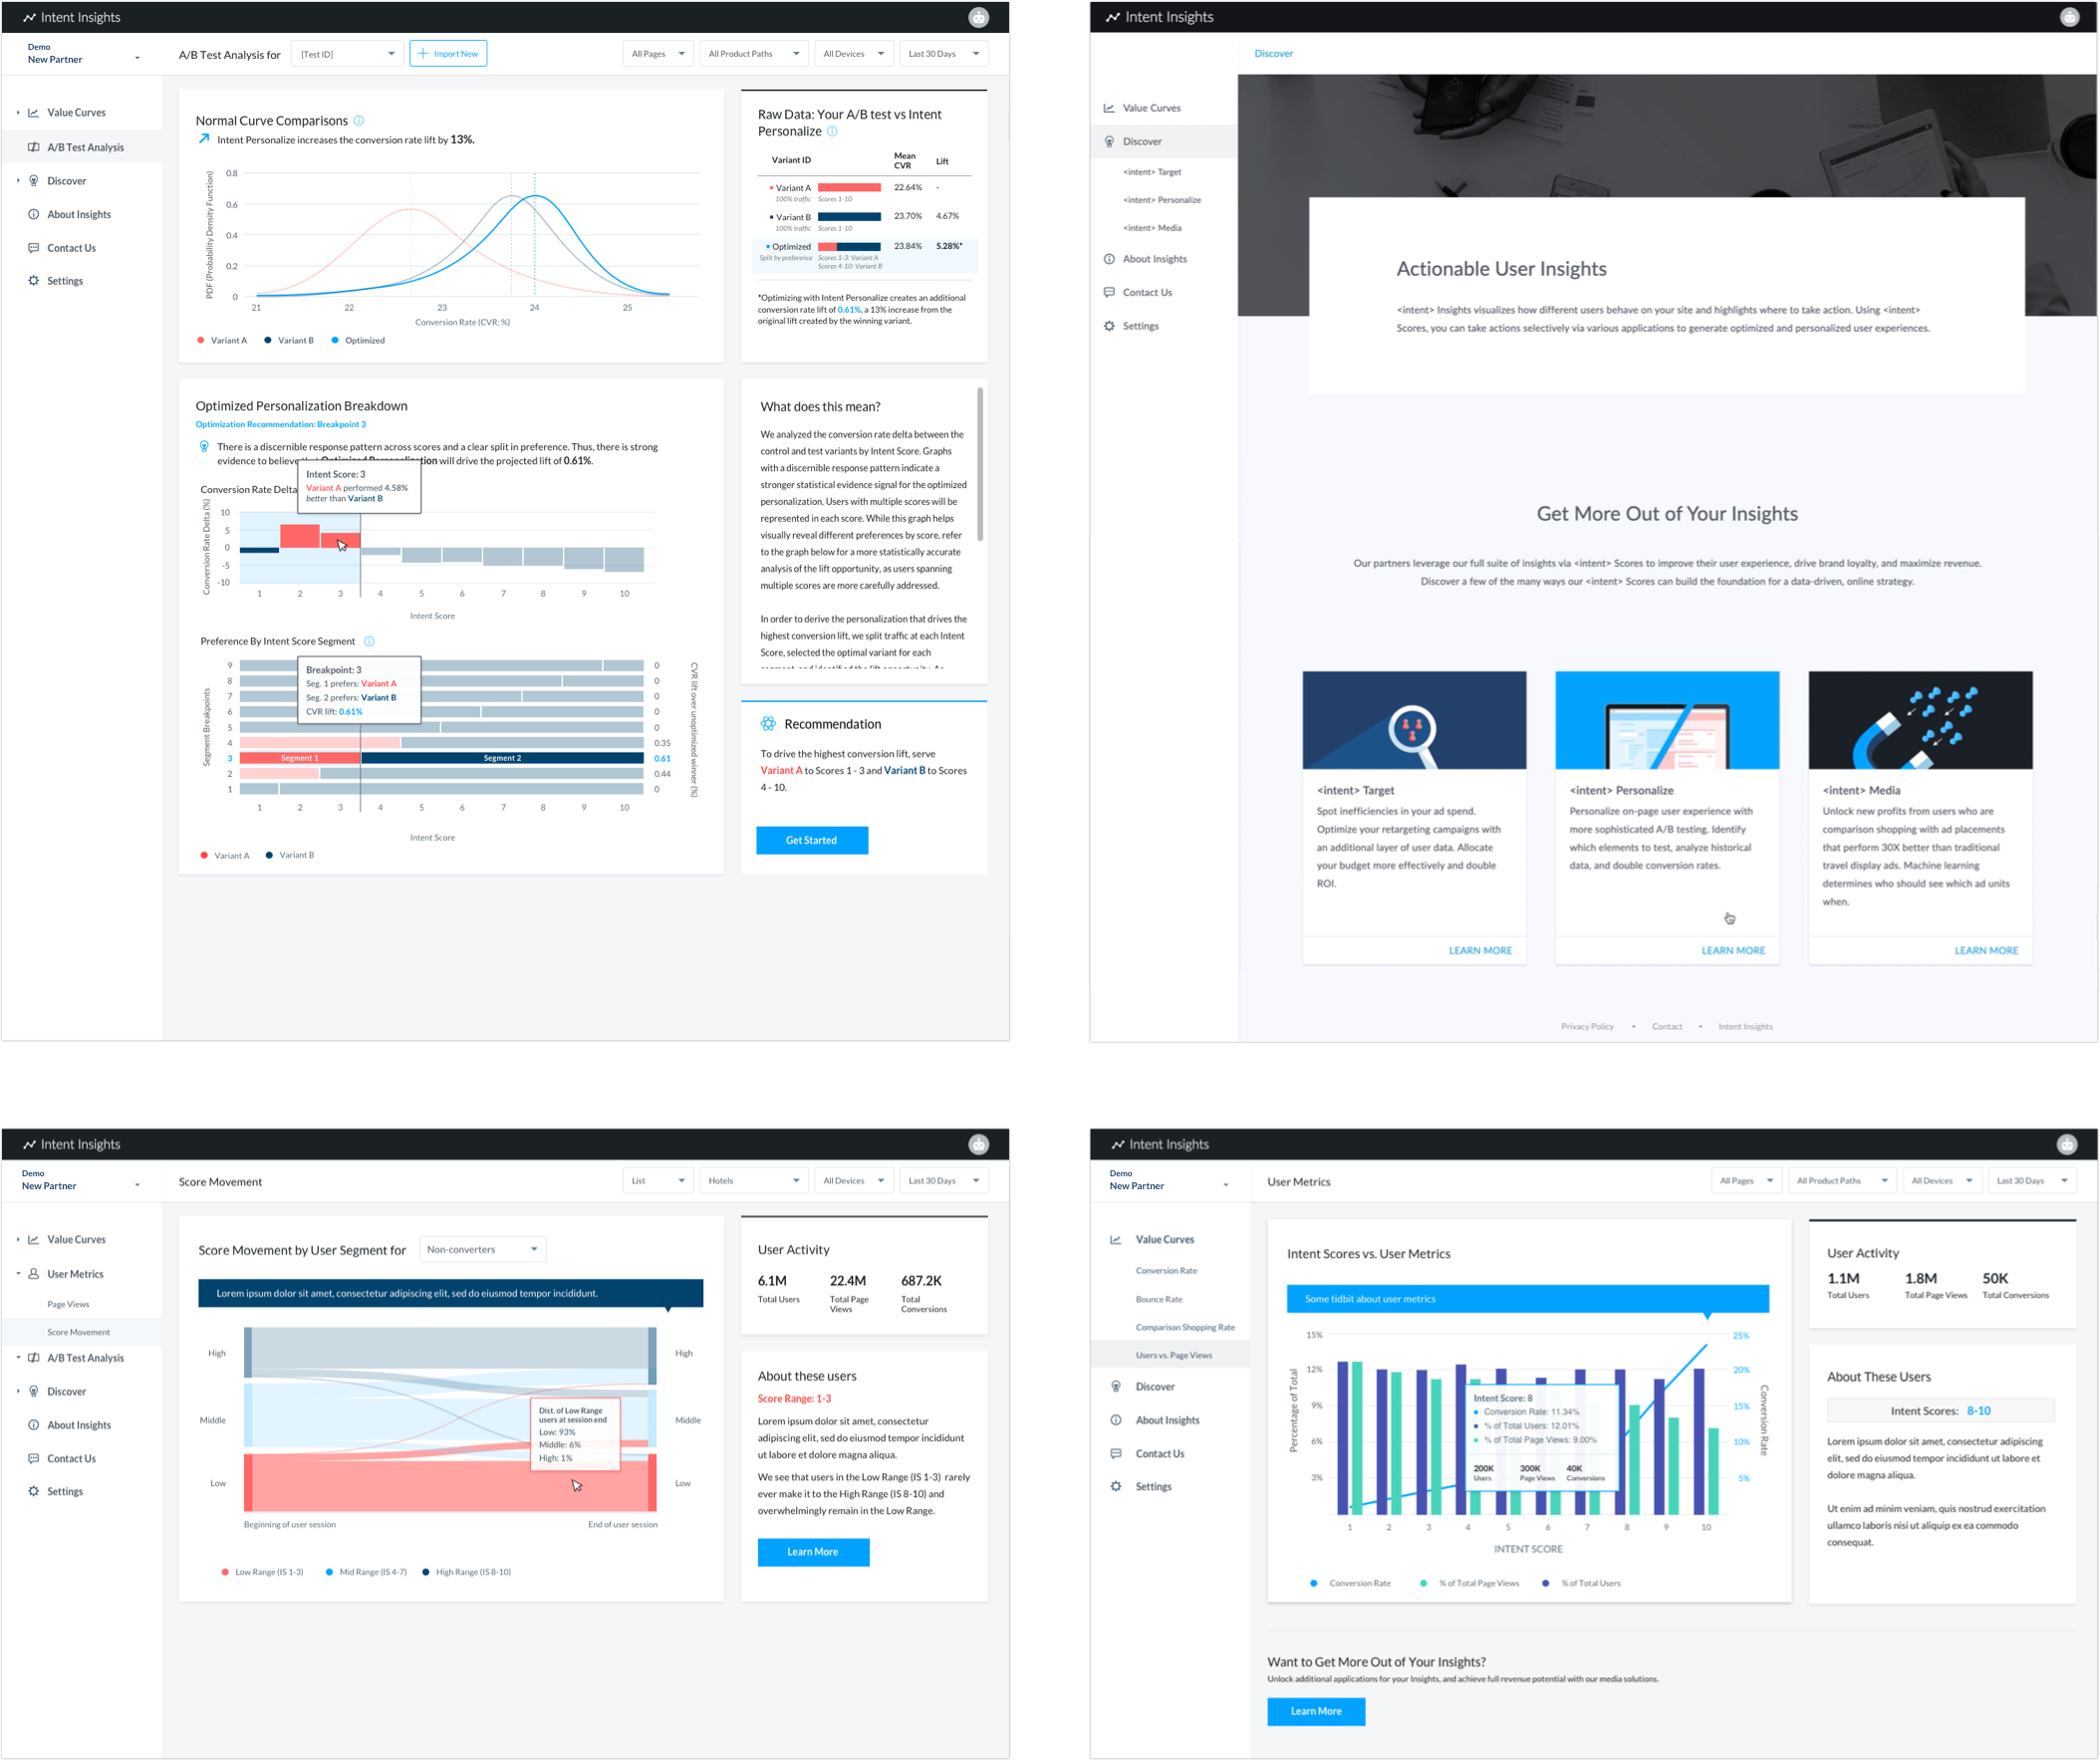 Intent Insights
Demo
New Partner
A/B Test Analysis for
[Test ID]
Import New
All Pages
All Product Paths
All Devices
Last 30 Days
Value Curves
A/B Test Analysis
Discover
About Insights
Contact Us
Settings
Normal Curve Comparisons
Intent Personalize increases the conversion rate lift by 13%.
PDF (Probability Density Function)
0.8
0.6
0.4
0.2
0
21 22 23 24 25
Conversion Rate (CVR; %)
Variant A Variant B Optimized
Raw Data: Your A/B test vs Intent
Personalize
Variant ID Mean CVR Lift
Variant A 22.64% -
100% traffic Scores 1-10
Variant B 23.70% 4.67%
100% traffic Scores 1-10
Optimized 23.84% 5.28%*
Split by preference Scores 1-3: Variant A
Scores 4-10: Variant B
*Optimizing with Intent Personalize creates an additional
conversion rate lift of 0.61%, a 13% increase from the
original lift created by the winning variant.
Optimized Personalization Breakdown
Optimization Recommendation: Breakpoint 3
There is a discernible response pattern across scores and a clear split in preference. Thus, there is strong
evidence to believe that Optimized Personalization will drive the projected lift of 0.61%.
Conversion Rate Delta
Intent Score: 3
Variant A performed 4.58%
better than Variant B
Conversion Rate Delta (%)
10
5
0
-5
-10
1 2 3 4 5 6 7 8 9 10
Intent Score
Preference By Intent Score Segment
Segment Breakpoints
CVR lift over unoptimized winner (%)
9 0
8 0
7 0
6 0
5 0
4 0.35
3 Segment 1 Segment 2 0.61
2 0.44
1 0
Breakpoint: 3
Seg. 1 prefers: Variant A
Seg. 2 prefers: Variant B
CVR lift: 0.61%
1 2 3 4 5 6 7 8 9 10
Intent Score
Variant A Variant B
What does this mean?
We analyzed the conversion rate delta between the
control and test variants by Intent Score. Graphs
with a discernible response pattern indicate a
stronger statistical evidence signal for the optimized
personalization. Users with multiple scores will be
represented in each score. While this graph helps
visually reveal different preferences by score, refer
to the graph below for a more statistically accurate
analysis of the lift opportunity, as users spanning
multiple scores are more carefully addressed.
In order to derive the personalization that drives the
highest conversion lift, we split traffic at each Intent
Score, selected the optimal variant for each
segment, and identified the lift opportunity. As
Recommendation
To drive the highest conversion lift, serve
Variant A to Scores 1 - 3 and Variant B to Scores
4 - 10.
Get Started
Intent Insights
Discover
Value Curves
Discover
<intent> Target
<intent> Personalize
<intent> Media
About Insights
Contact Us
Settings
Actionable User Insights
<intent> Insights visualizes how different users behave on your site and highlights where to take action. Using <intent>
Scores, you can take actions selectively via various applications to generate optimized and personalized user experiences.
Get More Out of Your Insights
Our partners leverage our full suite of insights via <intent> Scores to improve their user experience, drive brand loyalty, and maximize revenue.
Discover a few of the many ways our <intent> Scores can build the foundation for a data-driven, online strategy.
<intent> Target
Spot inefficiencies in your ad spend.
Optimize your retargeting campaigns with
an additional layer of user data. Allocate
your budget more effectively and double
ROI.
LEARN MORE
<intent> Personalize
Personalize on-page user experience with
more sophisticated A/B testing. Identify
which elements to test, analyze historical
data, and double conversion rates.
LEARN MORE
<intent> Media
Unlock new profits from users who are
comparison shopping with ad placements
that perform 30X better than traditional
travel display ads. Machine learning
determines who should see which ad units
when.
LEARN MORE
Privacy Policy • Contact • Intent Insights
Intent Insights
Demo
New Partner
Score Movement
List
Hotels
All Devices
Last 30 Days
Value Curves
User Metrics
Page Views
Score Movement
A/B Test Analysis
Discover
About Insights
Contact Us
Settings
Score Movement by User Segment for
Non-converters
Lorem ipsum dolor sit amet, consectetur adipiscing elit, sed do eiusmod tempor incididunt.
High High
Middle Middle
Low Low
Dist. of Low Range
users at session end
Low: 93%
Middle: 6%
High: 1%
Beginning of user session End of user session
Low Range (IS 1-3) Mid Range (IS 4-7) High Range (IS 8-10)
User Activity
6.1M 22.4M 687.2K
Total Users Total Page Views Total Conversions
About these users
Score Range: 1-3
Lorem ipsum dolor sit amet, consectetur
adipiscing elit, sed do eiusmod tempor incididunt
ut labore et dolore magna aliqua.
We see that users in the Low Range (IS 1-3) rarely
ever make it to the High Range (IS 8-10) and
overwhelmingly remain in the Low Range.
Learn More
Intent Insights
Demo
New Partner
User Metrics
All Pages
All Product Paths
All Devices
Last 30 Days
Value Curves
Conversion Rate
Bounce Rate
Comparison Shopping Rate
Users vs. Page Views
Discover
About Insights
Contact Us
Settings
Intent Scores vs. User Metrics
Some tidbit about user metrics
Percentage of Total
15%
12%
9%
6%
3%
25%
20%
15%
10%
5%
Conversion Rate
Intent Score: 8
Conversion Rate: 11.34%
% of Total Users: 12.01%
% of Total Page Views: 9.00%
200K 300K 40K
Users Page Views Conversions
1 2 3 4 5 6 7 8 9 10
INTENT SCORE
Conversion Rate % of Total Page Views % of Total Users
User Activity
1.1M 1.8M 50K
Total Users Total Page Views Total Conversions
About These Users
Intent Scores: 8-10
Lorem ipsum dolor sit amet, consectetur adipiscing
elit, sed do eiusmod tempor incididunt ut labore et
dolore magna aliqua.
Ut enim ad minim veniam, quis nostrud exercitation
ullamco laboris nisi ut aliquip ex ea commodo
consequat.
Want to Get More Out of Your Insights?
Unlock additional applications for your Insights, and achieve full revenue potential with our media solutions.
Learn More